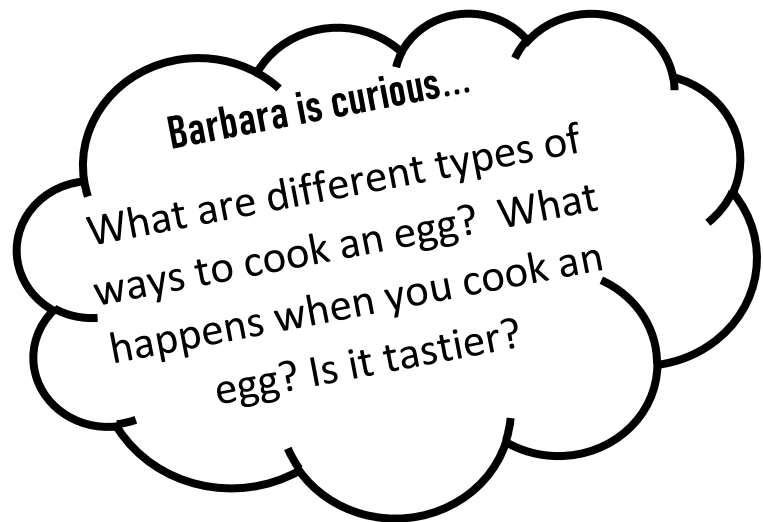 Barbara is curious...
What are different types of
ways to cook an egg?  What
happens when you cook an
egg? Is it tastier?